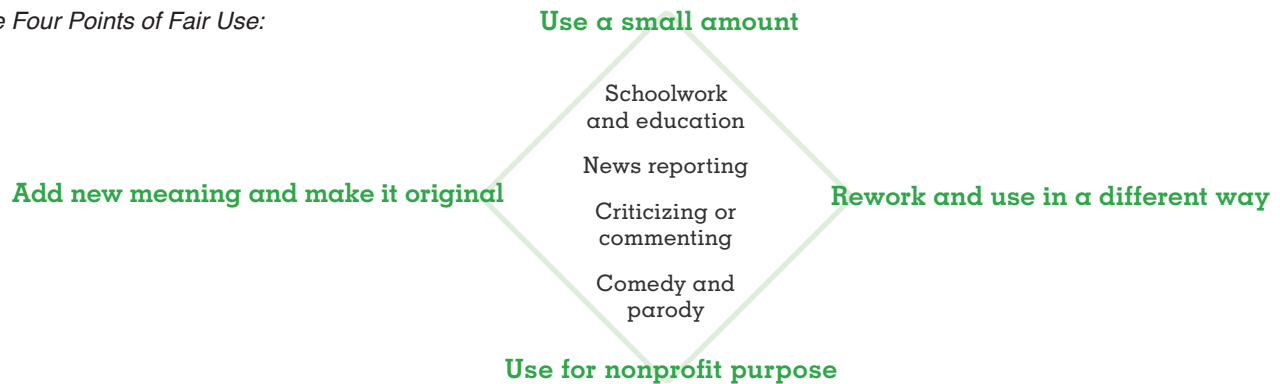 Four Points of Fair Use:
Use a small amount
Schoolwork
and education
News reporting
Add new meaning and make it original
Rework and use in a different way
Criticizing or
commenting
Comedy and
parody
Use for nonprofit purpose